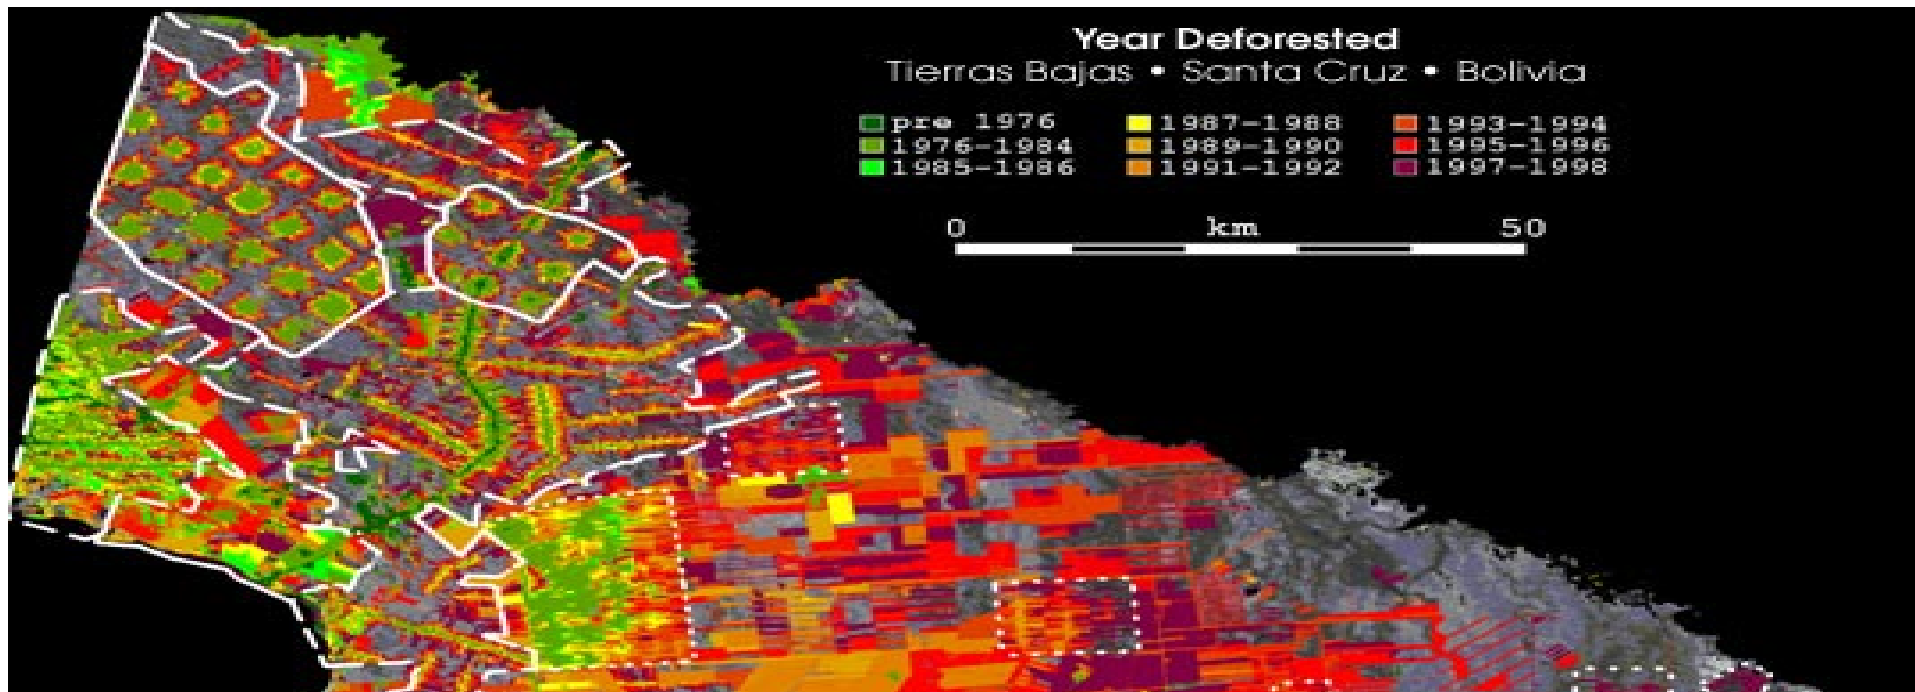 Year Deforested
Tierras Bajas • Santa Cruz • Bolivia
pre 1976 1987-1988 1993-1994
1976-1984 1989-1990 1995-1996
1985-1986 1991-1992 1997-1998
0 km 50